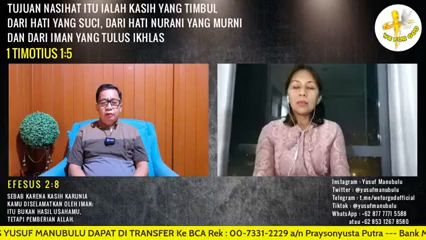 TUJUAN NASIHAT ITU IALAH KASIH YANG TIMBUL
DARI HATI YANG SUCI, DARI HATI NURANI YANG MURNI
DAN DARI IMAN YANG TULUS IKHLAS
1 TIMOTIUS 1:5
WE FOR GOD
EFESUS 2:8
SEBAB KARENA KASIH KARUNIA
KAMU DISELAMATKAN OLEH IMAN;
ITU BUKAN HASIL USAHAMU,
TETAPI PEMBERIAN ALLAH,
Instagram : Yusuf Manubulu
Twitter : @yusufmanubulu
Telegram : t.me/weforgodofficial
Tiktok : @yusufmanubulu
WhatsApp : +62 877 7771 5588
atau +62 853 1267 8580
S YUSUF MANUBULU DAPAT DI TRANSFER Ke BCA Rek : 00-7331-2229 a/n Praysonyusta Putra --- Bank M